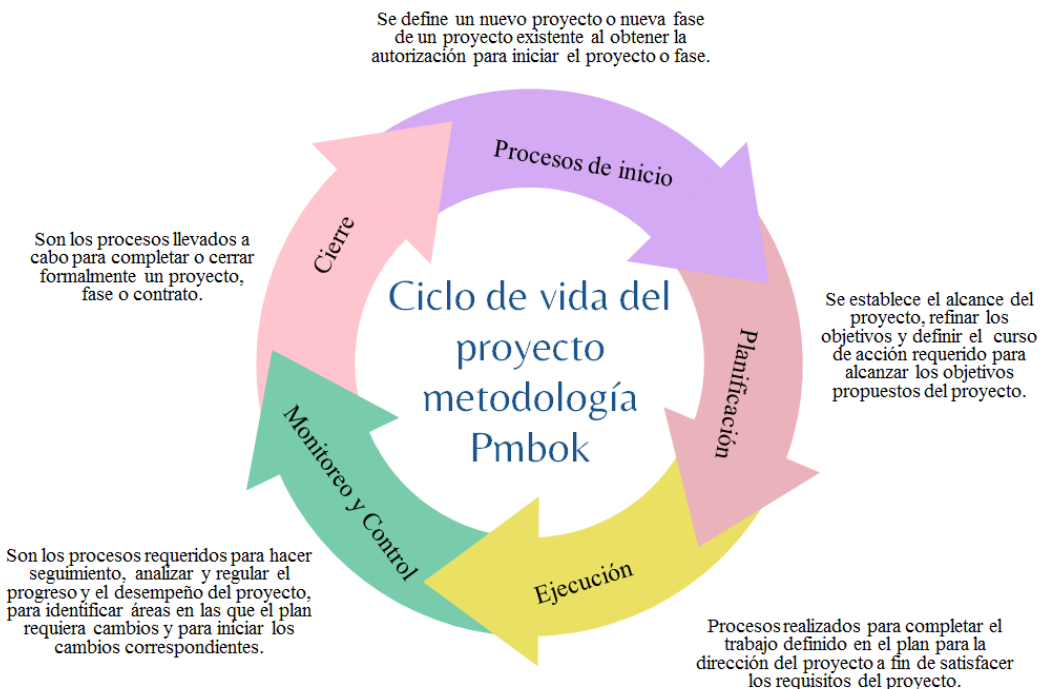 Se define un nuevo proyecto o nueva fase
de un proyecto existente al obtener la
autorización para iniciar el proyecto o fase.
Procesos de inicio
Cierre
Son los procesos llevados a
cabo para completar o cerrar
formalmente un proyecto,
fase o contrato.
Ciclo de vida del
proyecto
metodología
Pmbok
Planificación
Se establece el alcance del
proyecto, refinar los
objetivos y definir el curso
de acción requerido para
alcanzar los objetivos
propuestos del proyecto.
Monitoreo y Control
Son los procesos requeridos para hacer
seguimiento, analizar y regular el
progreso y el desempeño del proyecto,
para identificar áreas en las que el plan
requiera cambios y para iniciar los
cambios correspondientes.
Ejecución
Procesos realizados para completar el
trabajo definido en el plan para la
dirección del proyecto a fin de satisfacer
los requisitos del proyecto.